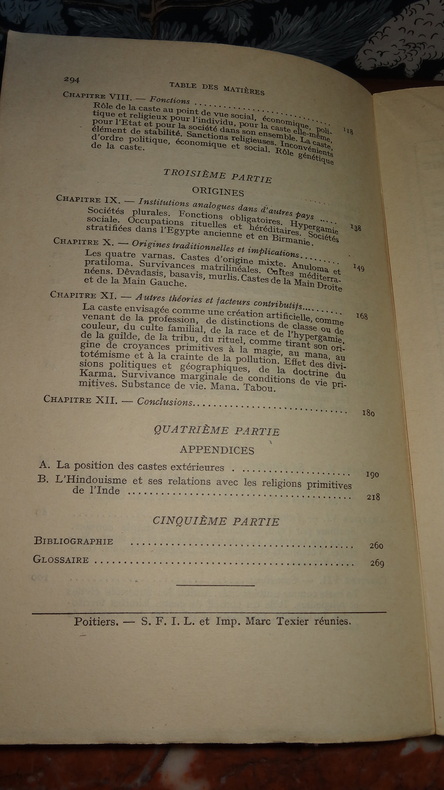 294
TABLE DES MATIÈRES
CHAPITRE VIII. — Fonctions .......................... 118
Rôle de la caste au point de vue social, économique, poli-
tique et religieux pour l'individu, pour la caste elle-même,
pour l'Etat et pour la société dans son ensemble. La caste,
élément de stabilité. Sanctions religieuses. Inconvénients
d'ordre politique, économique et social. Rôle génétique
de la caste.
TROISIÈME PARTIE
ORIGINES
CHAPITRE IX. — Institutions analogues dans d'autres pays .... 138
Sociétés plurales. Fonctions obligatoires. Hypergamie
sociale. Occupations rituelles et héréditaires. Sociétés
stratifiées dans l'Egypte ancienne et en Birmanie.
CHAPITRE X. — Origines traditionnelles et implications......... 149
Les quatre varnas. Castes d'origine mixte. Anuloma et
pratiloma. Survivances matrilinéales. Castes méditerra-
néens. Dévadasis, basavis, murlis. Castes de la Main Droite
et de la Main Gauche.
CHAPITRE XI. — Autres théories et facteurs contributifs......... 168
La caste envisagée comme une création artificielle, comme
venant de la profession, de distinctions de classe ou de
couleur, du culte familial, de la race et de l'hypergamie,
de la guilde, de la tribu, du rituel, comme tirant son ori-
gine de croyances primitives à la magie, au mana, au
totémisme et à la crainte de la pollution. Effet des divi-
sions politiques et géographiques, de la doctrine du
Karma. Survivance marginale de conditions de vie pri-
mitives. Substance de vie. Mana. Tabou.
CHAPITRE XII. — Conclusions............................... 180
QUATRIÈME PARTIE
APPENDICES
A. La position des castes extérieures . ...................... 190
B. L'Hindouisme et ses relations avec les religions primitives
de l'Inde ........................................ 218
CINQUIÈME PARTIE
BIBLIOGRAPHIE ........................................ 260
GLOSSAIRE ............................................. 269
Poitiers. — S. F. I. L. et Imp. Marc Texier réunies.